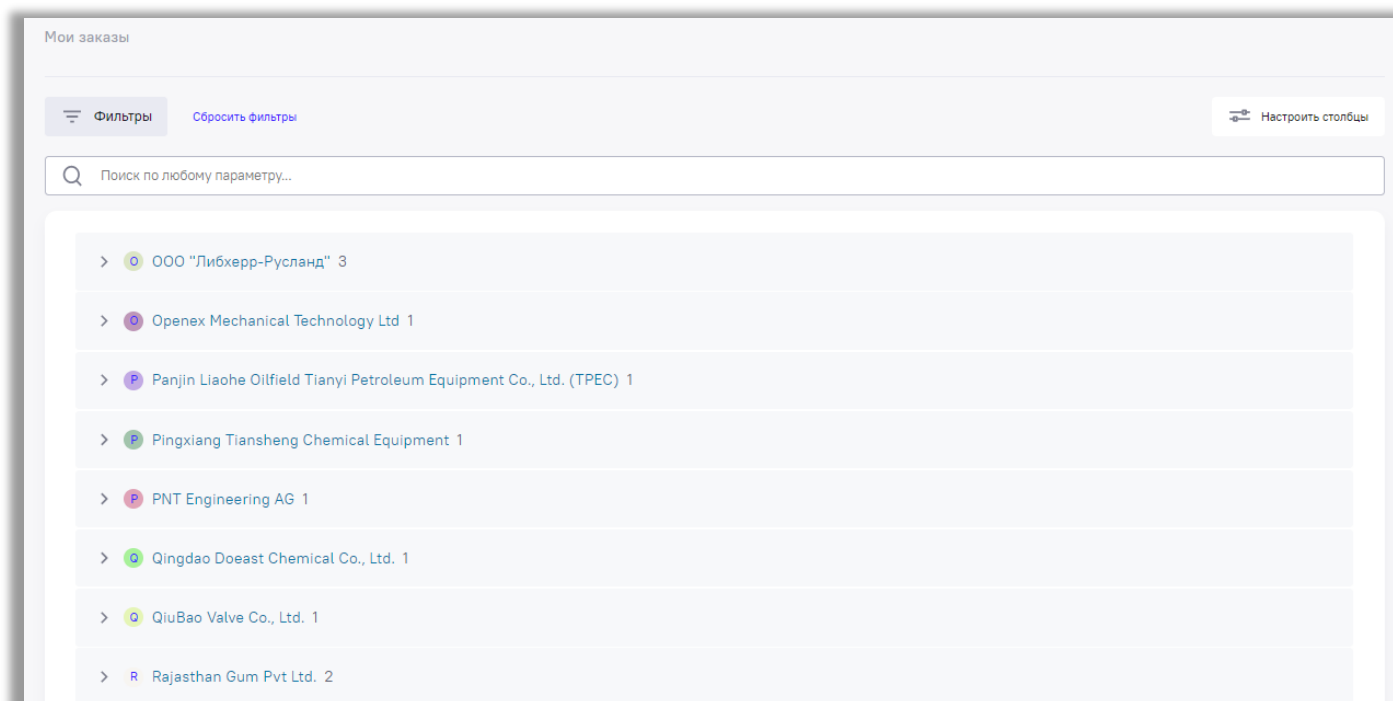 Мои заказы
Фильтры Сбросить фильтры Настроить столбцы
Поиск по любому параметру...
О ООО "Либхерр-Русланд" 3
O Openex Mechanical Technology Ltd 1
P Panjin Liaohe Oilfield Tianyi Petroleum Equipment Co., Ltd. (TPEC) 1
P Pingxiang Tiansheng Chemical Equipment 1
P PNT Engineering AG 1
Q Qingdao Doeast Chemical Co., Ltd. 1
Q QiuBao Valve Co., Ltd. 1
R Rajasthan Gum Pvt Ltd. 2